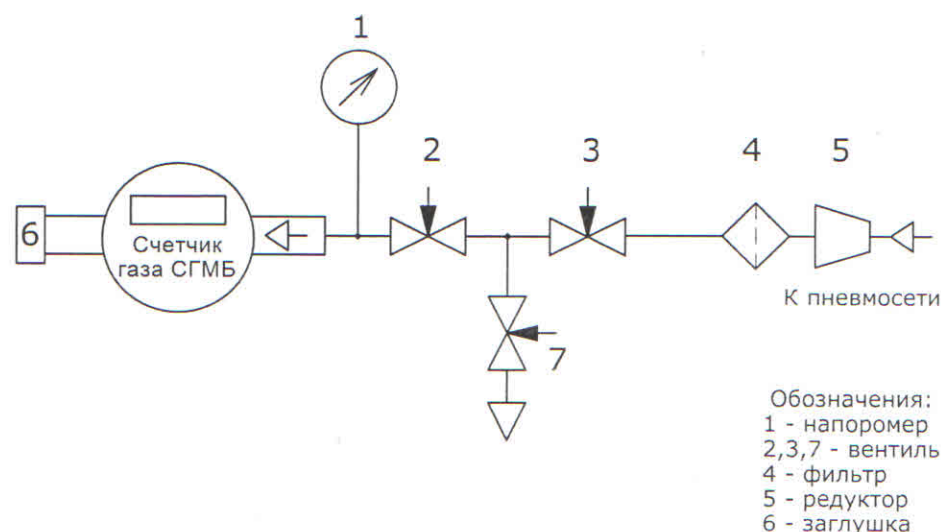 1
2
3
4
5
6
Счетчик
газа СГМБ
К пневмосети
7
Обозначения:
1 - напоромер
2,3,7 - вентиль
4 - фильтр
5 - редуктор
6 - заглушка